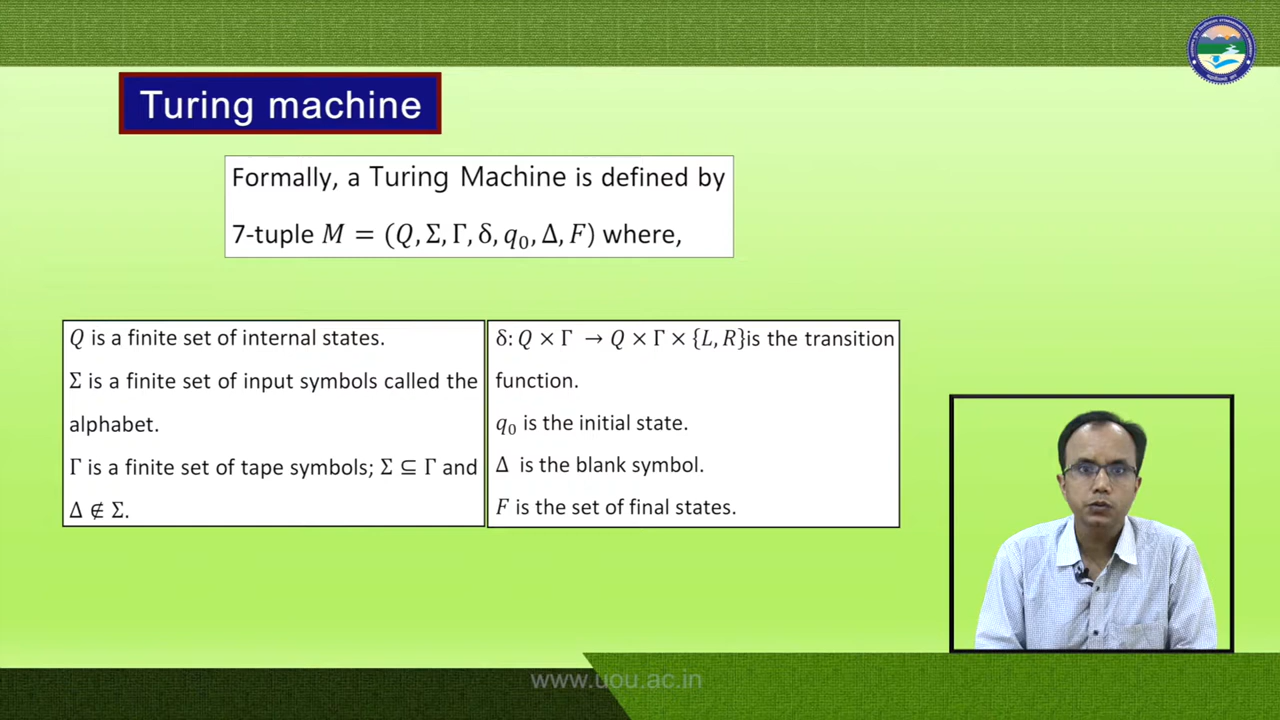 Turing machine
Formally, a Turing Machine is defined by
7-tuple M = (Q, Σ, Γ, δ, q₀, Δ, F) where,
Q is a finite set of internal states.
Σ is a finite set of input symbols called the
alphabet.
Γ is a finite set of tape symbols; Σ ⊆ Γ and
Δ ∉ Σ.
δ: Q × Γ → Q × Γ × {L, R}is the transition
function.
q₀ is the initial state.
Δ is the blank symbol.
F is the set of final states.
www.uou.ac.in